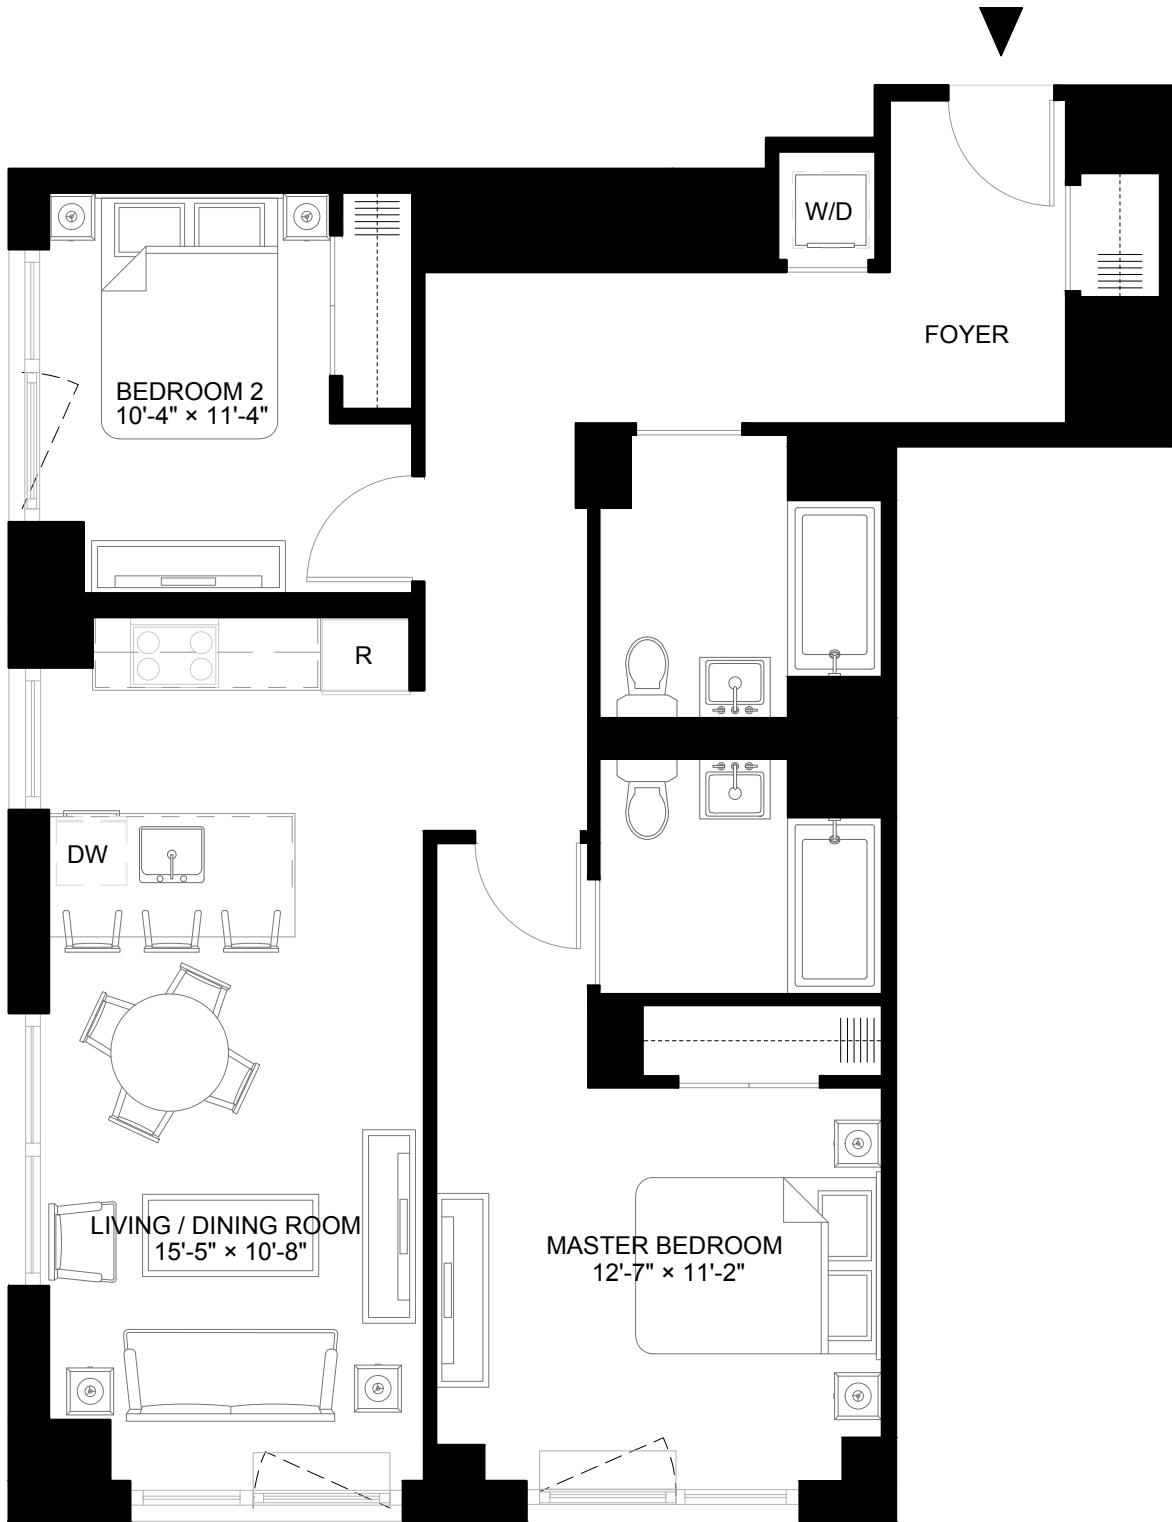 W/D
FOYER
BEDROOM 2
10'-4" × 11'-4"
R
DW
LIVING / DINING ROOM
15'-5" × 10'-8"
MASTER BEDROOM
12'-7" × 11'-2"